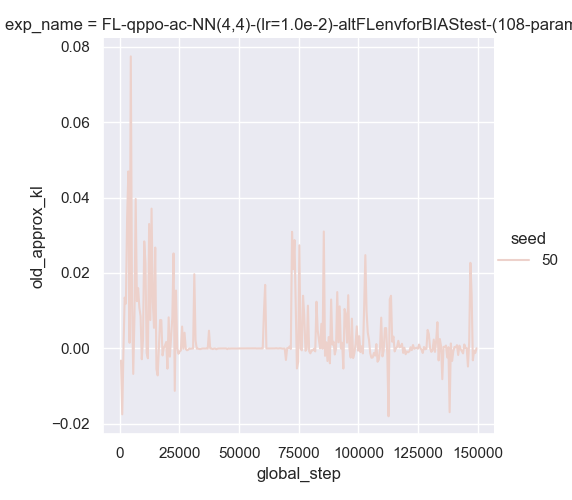 exp_name = FL-qppo-ac-NN(4,4)-(lr=1.0e-2)-altFLenvforBIAStest-(108-param
0.08
0.06
0.04
0.02
0.00
−0.02
old_approx_kl
0 25000 50000 75000 100000 125000 150000
global_step
seed
50